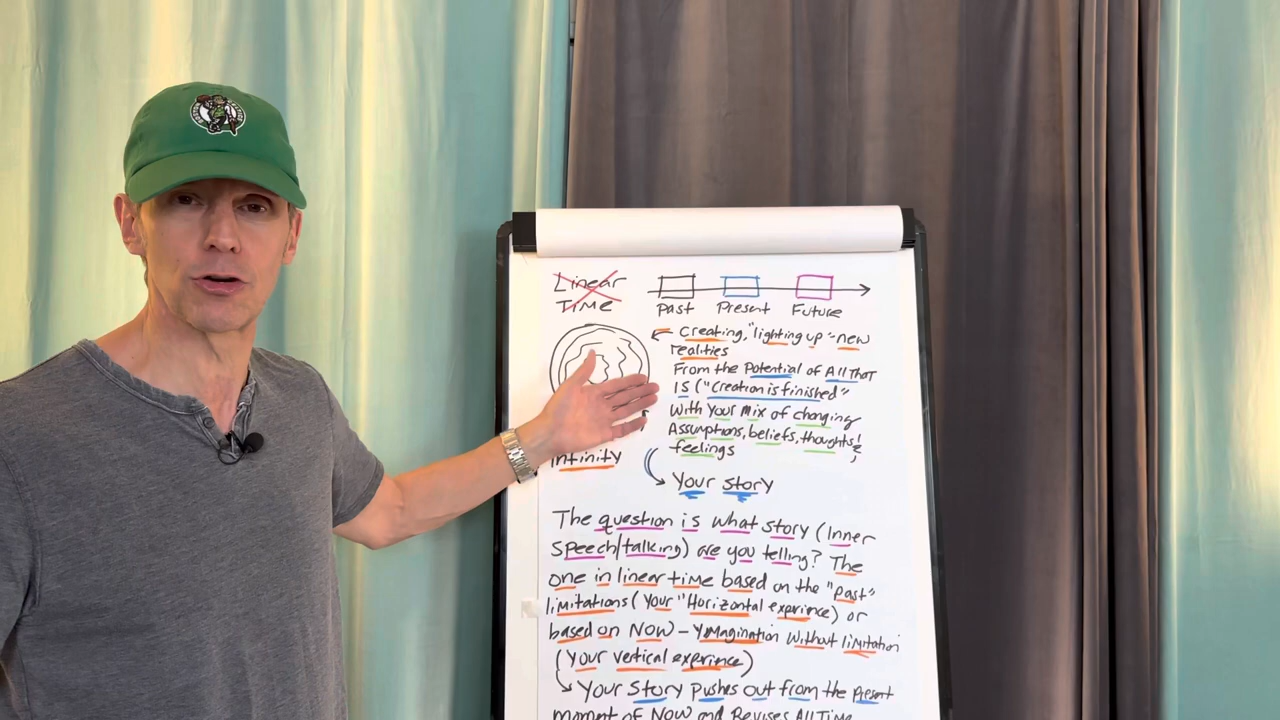 Linear
Time
Past Present Future
Creating, "lighting up" new
realities
From the Potential of All That
IS ("Creation is finished"
with Your mix of changing
Assumptions, beliefs, thoughts &
feelings
Infinity
Your story
The question is what story (Inner
Speech/talking) are you telling? The
one in linear time based on the "past"
limitations (Your "Horizontal exprince) or
based on NOW – YMagination without limitation
(Your vertical exprince)
Your Story pushes out from the present
moment of Now and Revises All Time